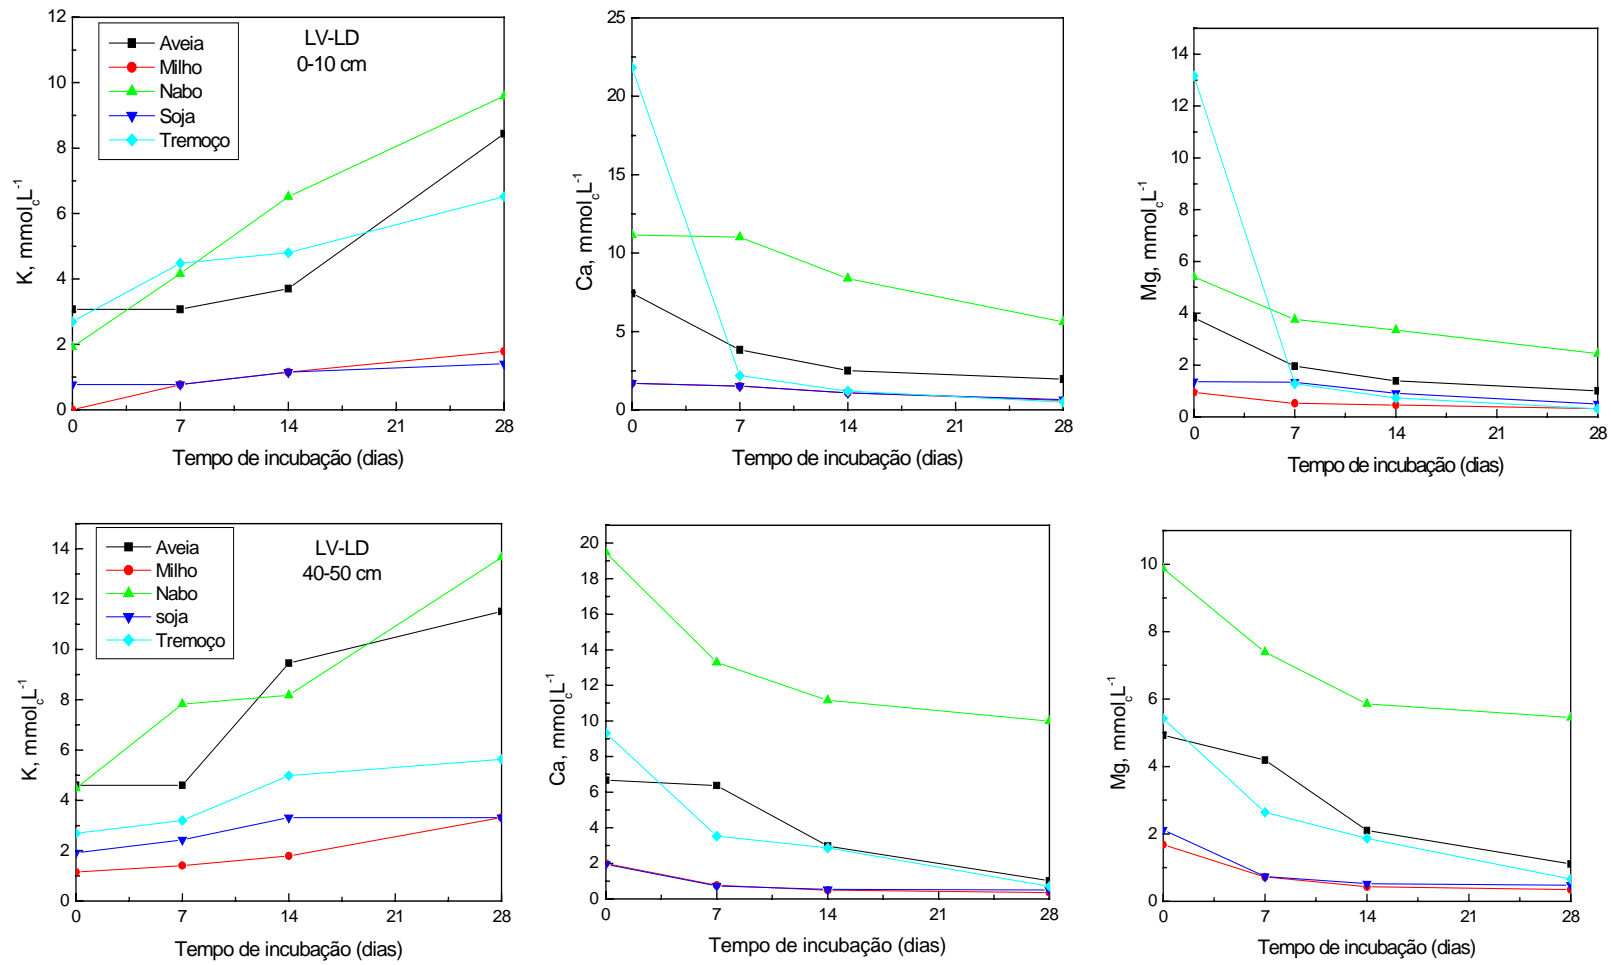 12
10
8
6
4
2
0
K, mmolcL-1
Aveia
Milho
Nabo
Soja
Tremoço
LV-LD
0-10 cm
0 7 14 21 28
Tempo de incubação (dias)
25
20
15
10
5
0
Ca, mmolcL-1
0 7 14 21 28
Tempo de incubação (dias)
14
12
10
8
6
4
2
0
Mg, mmolcL-1
0 7 14 21 28
Tempo de incubação (dias)
14
12
10
8
6
4
2
0
K, mmolcL-1
Aveia
Milho
Nabo
soja
Tremoço
LV-LD
40-50 cm
0 7 14 21 28
Tempo de incubação (dias)
20
18
16
14
12
10
8
6
4
2
0
Ca, mmolcL-1
0 7 14 21 28
Tempo de incubação (dias)
10
8
6
4
2
0
Mg, mmolcL-1
0 7 14 21 28
Tempo de incubação (dias)